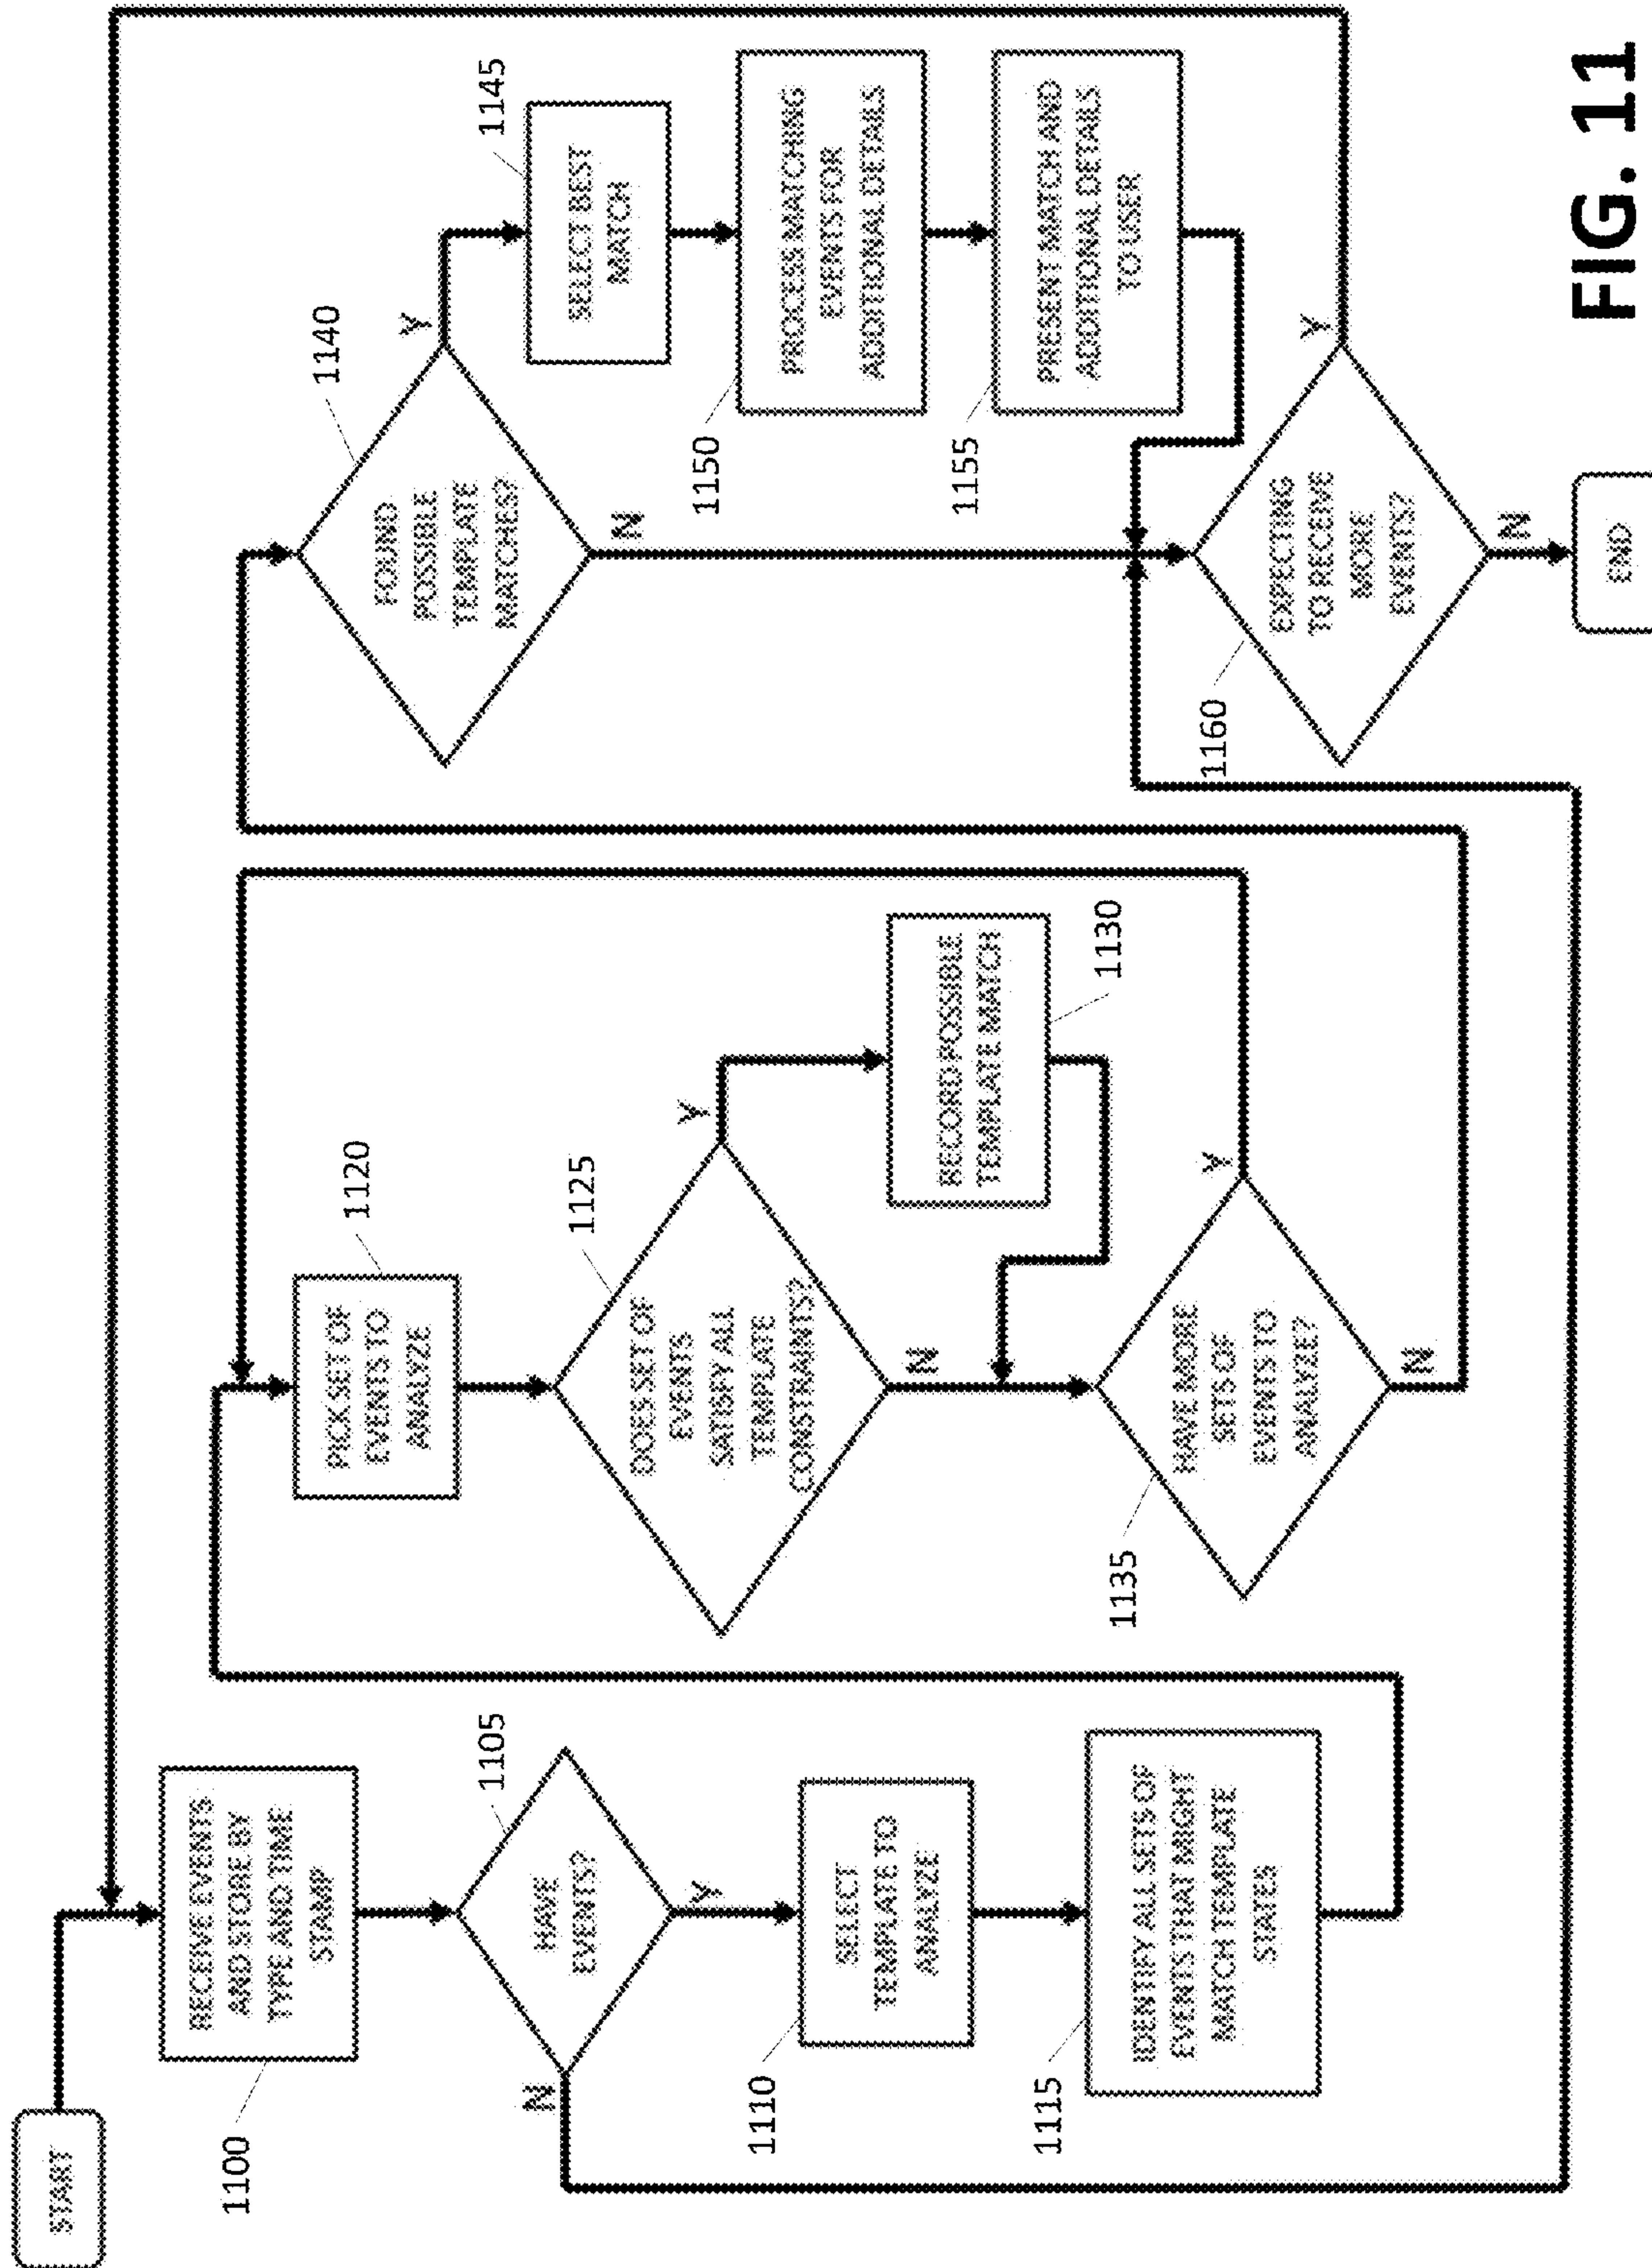 START
1100
RECEIVE EVENTS
AND STORE BY
TYPE AND TIME
STAMP
1105
HAVE
EVENTS?
N
Y
1110
SELECT
TEMPLATE TO
ANALYZE
1115
IDENTIFY ALL SETS OF
EVENTS THAT MIGHT
MATCH TEMPLATE
STATES
1120
PICK SET OF
EVENTS TO
ANALYZE
1125
DOES SET OF
EVENTS
SATISFY ALL
TEMPLATE
CONSTRAINTS?
Y
N
RECORD POSSIBLE
TEMPLATE MATCH
1130
1135
HAVE MORE
SETS OF
EVENTS TO
ANALYZE?
Y
N
1140
FOUND
POSSIBLE
TEMPLATE
MATCHES?
Y
N
1145
SELECT BEST
MATCH
1150
PROCESS MATCHING
EVENTS FOR
ADDITIONAL DETAILS
1155
PRESENT MATCH AND
ADDITIONAL DETAILS
TO USER
1160
EXPECTING
TO RECEIVE
MORE
EVENTS?
Y
N
END
FIG. 11